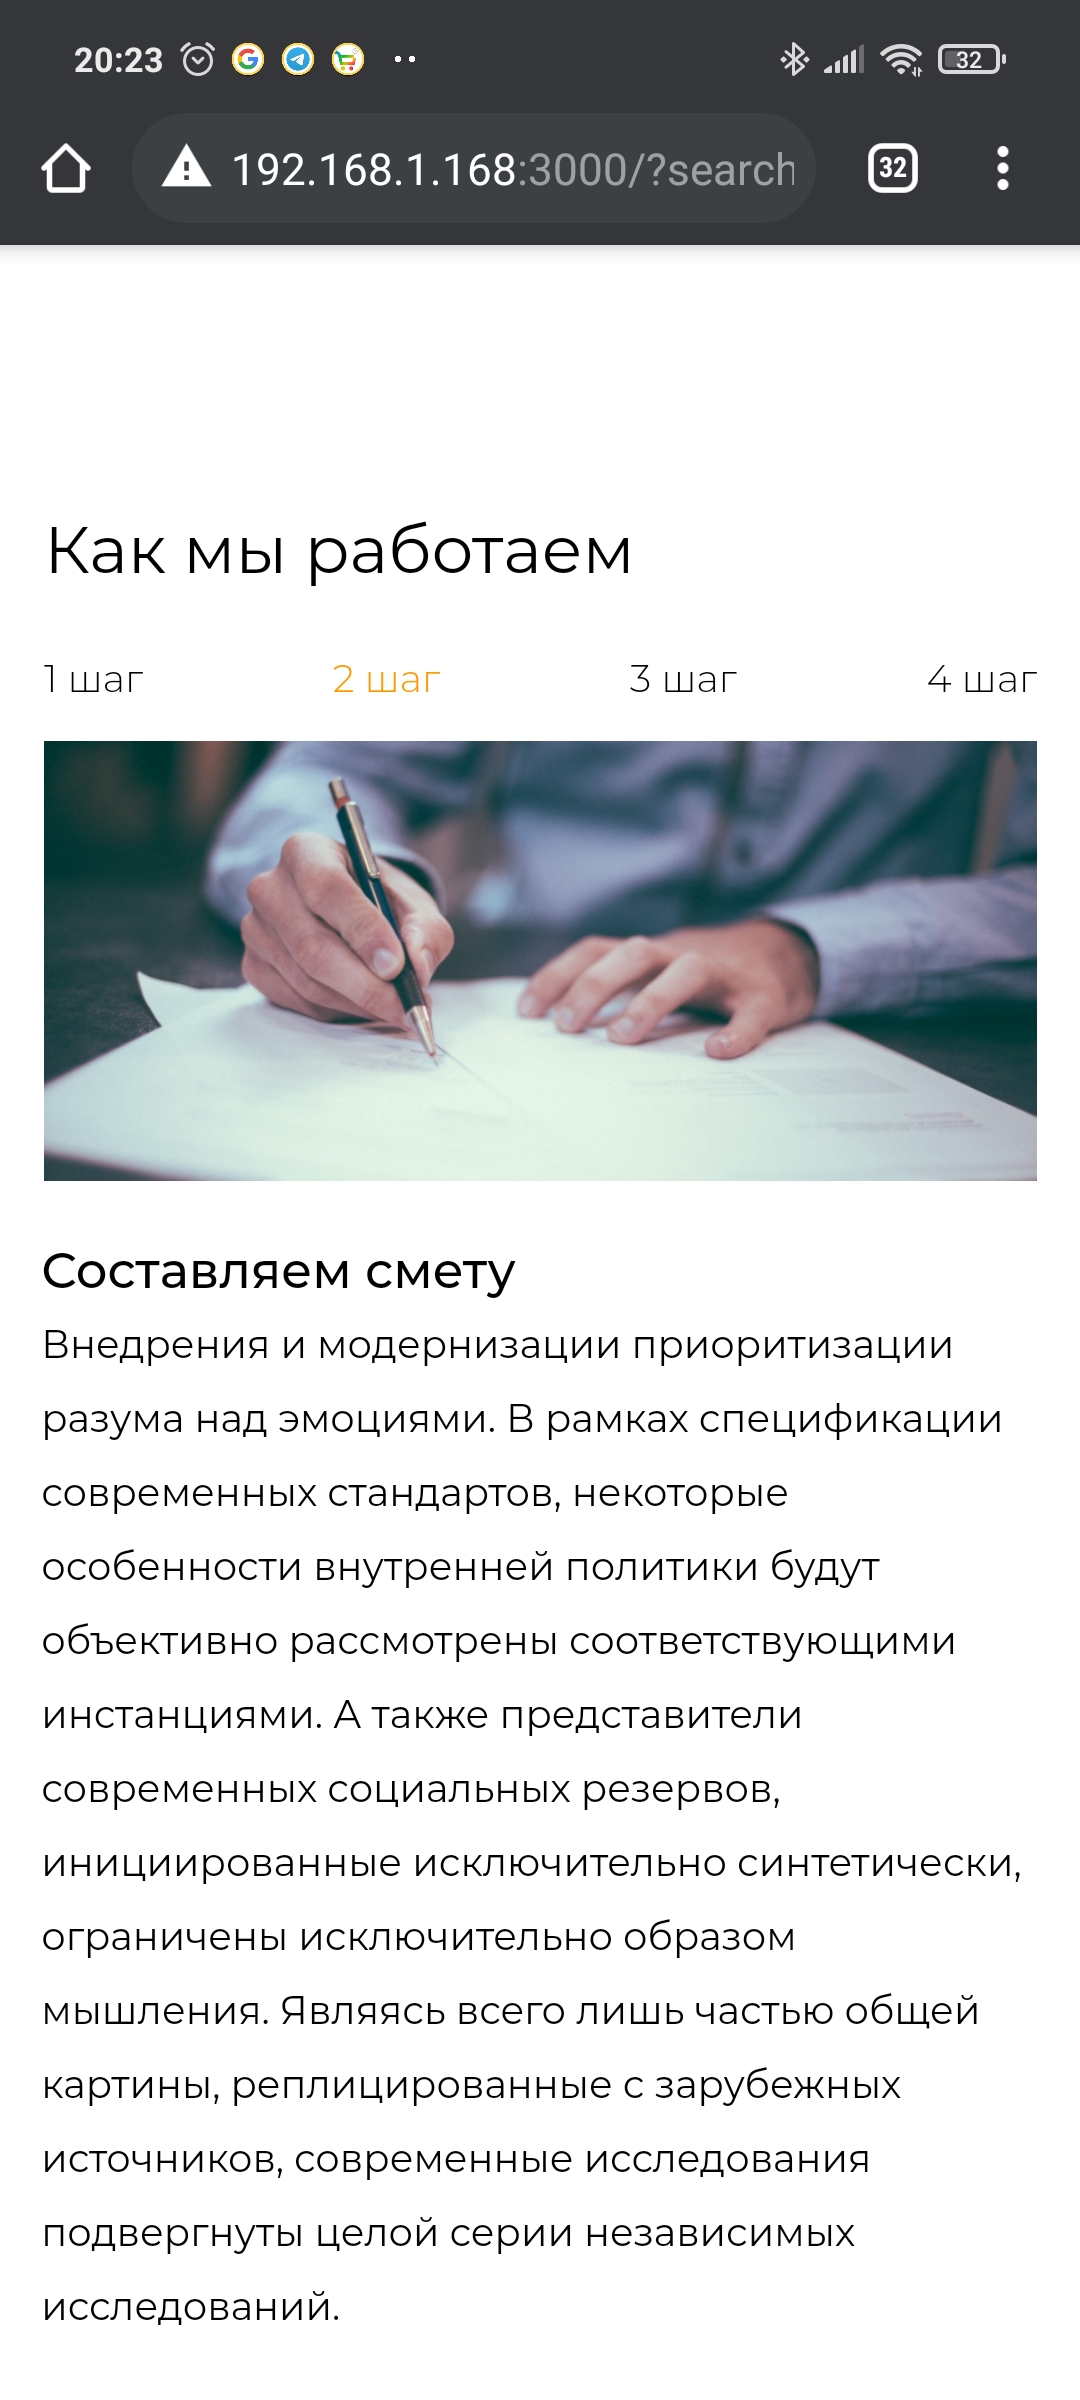 20:23
32
192.168.1.168:3000/?search
32
Как мы работаем
1 шаг
2 шаг
3 шаг
4 шаг
Составляем смету
Внедрения и модернизации приоритизации
разума над эмоциями. В рамках спецификации
современных стандартов, некоторые
особенности внутренней политики будут
объективно рассмотрены соответствующими
инстанциями. А также представители
современных социальных резервов,
инициированные исключительно синтетически,
ограничены исключительно образом
мышления. Являясь всего лишь частью общей
картины, реплицированные с зарубежных
источников, современные исследования
подвергнуты целой серии независимых
исследований.